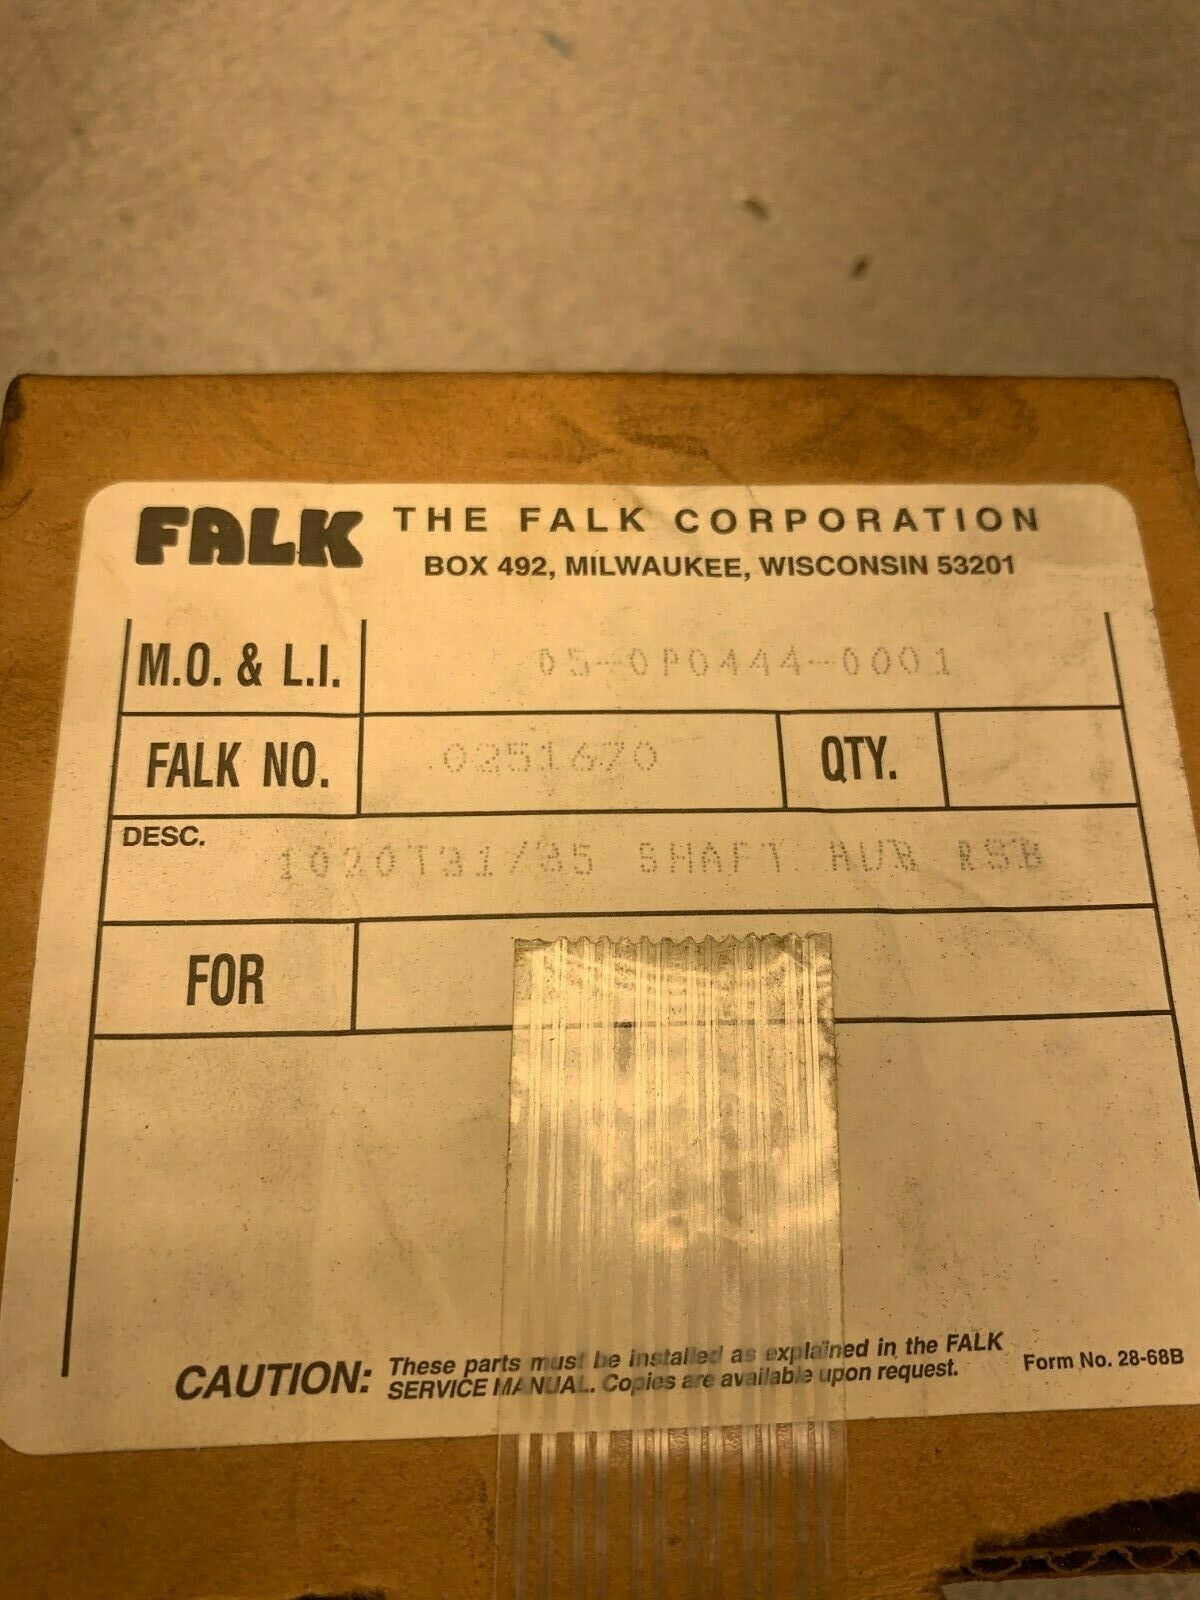 FALK THE FALK CORPORATION
BOX 492, MILWAUKEE, WISCONSIN 53201
M.O. & L.I. 05-0P0444-0001
FALK NO. 0251670 QTY.
DESC.
1020T31/35 SHAFT HUB RSB
FOR
CAUTION: These parts must be installed as explained in the FALK
SERVICE MANUAL. Copies are available upon request.
Form No. 28-68B